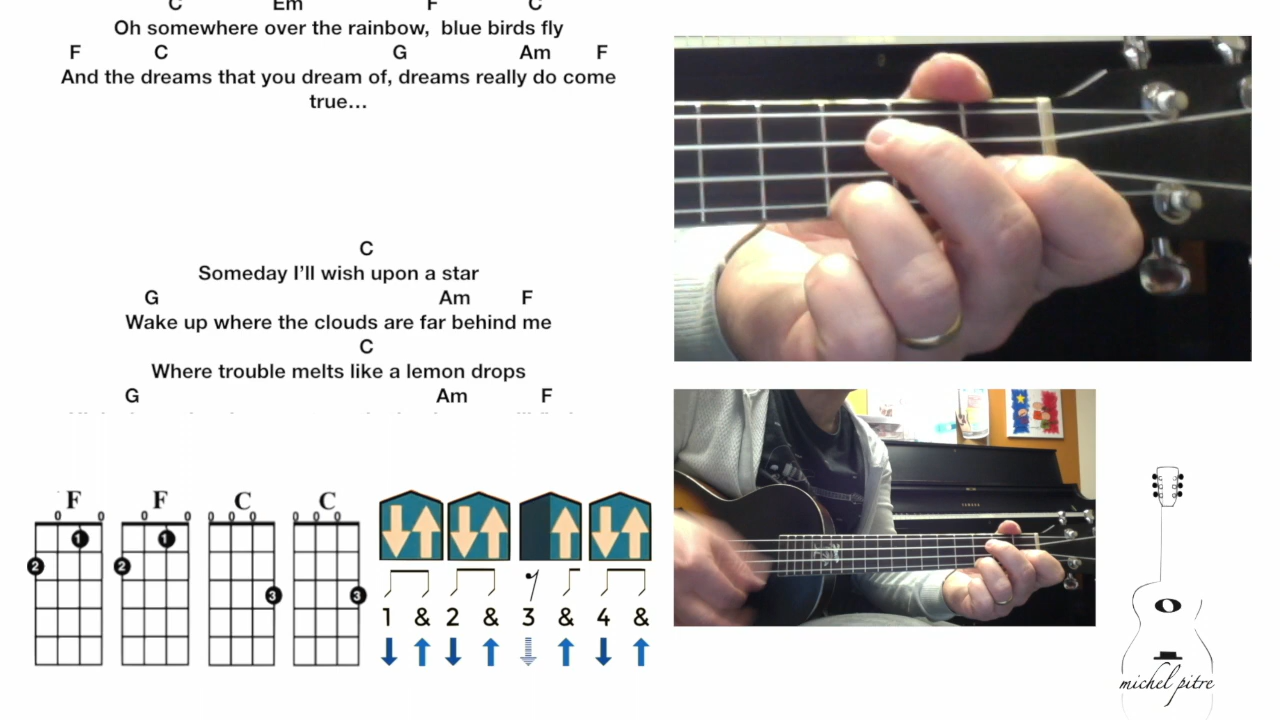 C Em F C
Oh somewhere over the rainbow, blue birds fly
F C G Am F
And the dreams that you dream of, dreams really do come
true…
C
Someday I'll wish upon a star
G Am F
Wake up where the clouds are far behind me
C
Where trouble melts like a lemon drops
G Am F
F F C C
0 0 0 0 0 0 0 0 0 0
1 1
2 2
3 3
1 & 2 & 3 & 4 &
YAMAHA
michel pitre